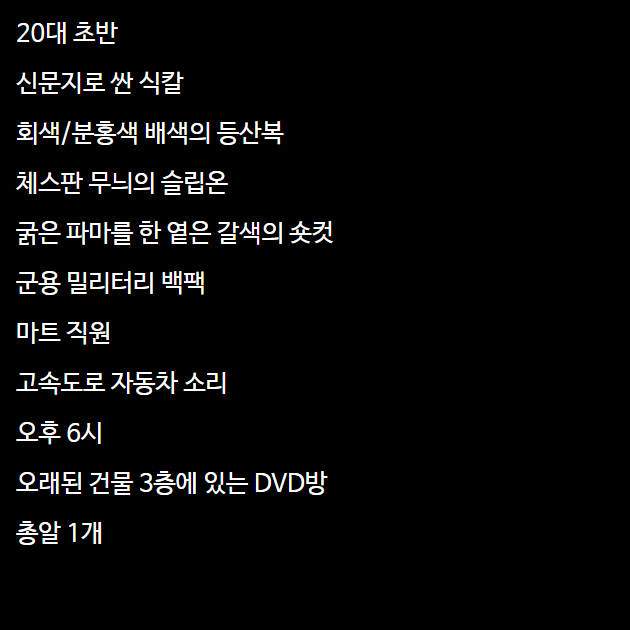 20대 초반
신문지로 싼 식칼
회색/분홍색 배색의 등산복
체스판 무늬의 슬립온
굵은 파마를 한 옅은 갈색의 숏컷
군용 밀리터리 백팩
마트 직원
고속도로 자동차 소리
오후 6시
오래된 건물 3층에 있는 DVD방
총알 1개